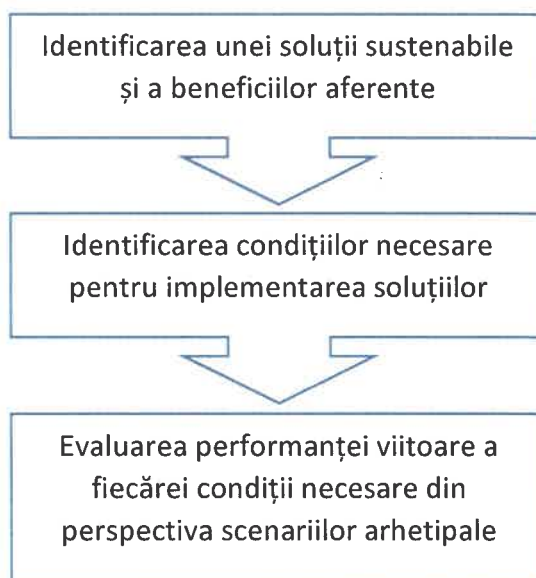 Identificarea unei soluții sustenabile
și a beneficiilor aferente
Identificarea condițiilor necesare
pentru implementarea soluțiilor
Evaluarea performanței viitoare a
fiecărei condiții necesare din
perspectiva scenariilor arhetipale